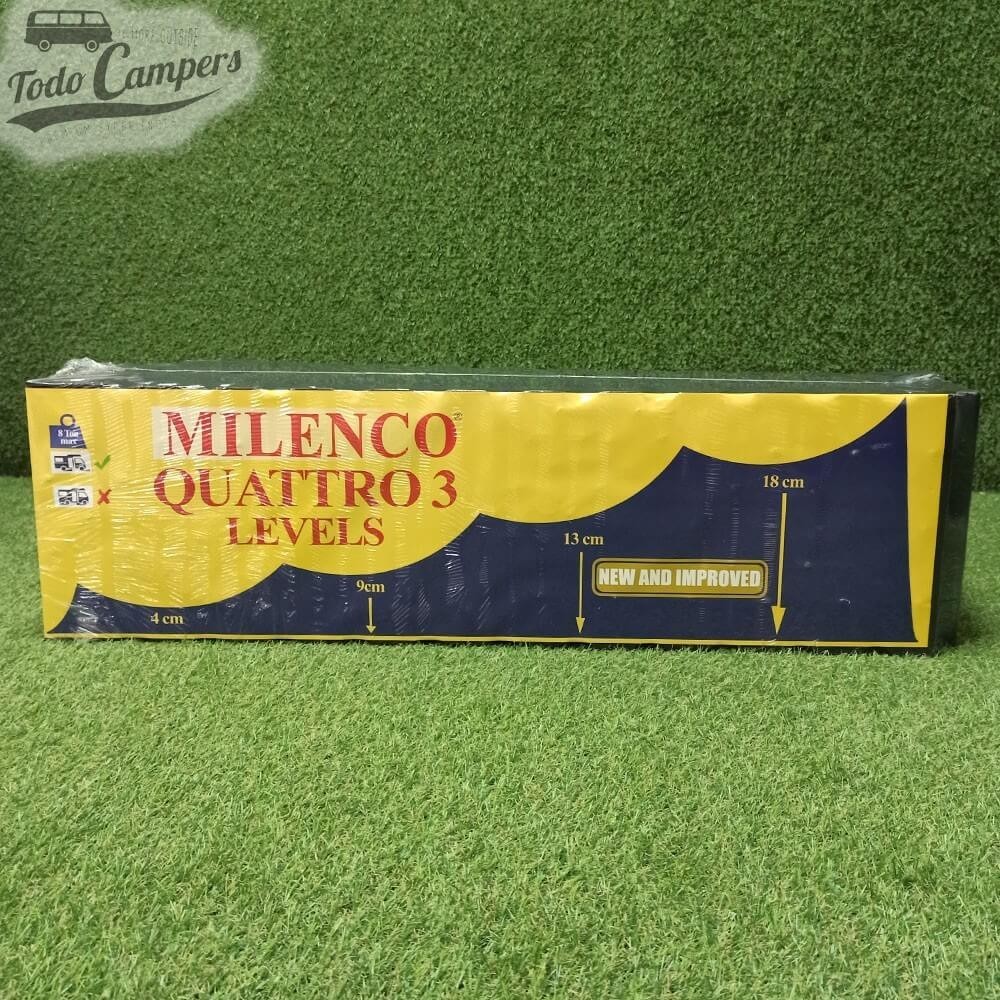 Todo Campers
8 Ton
max
MILENCO®
QUATTRO 3
LEVELS
4 cm
9cm
13 cm
18 cm
NEW AND IMPROVED